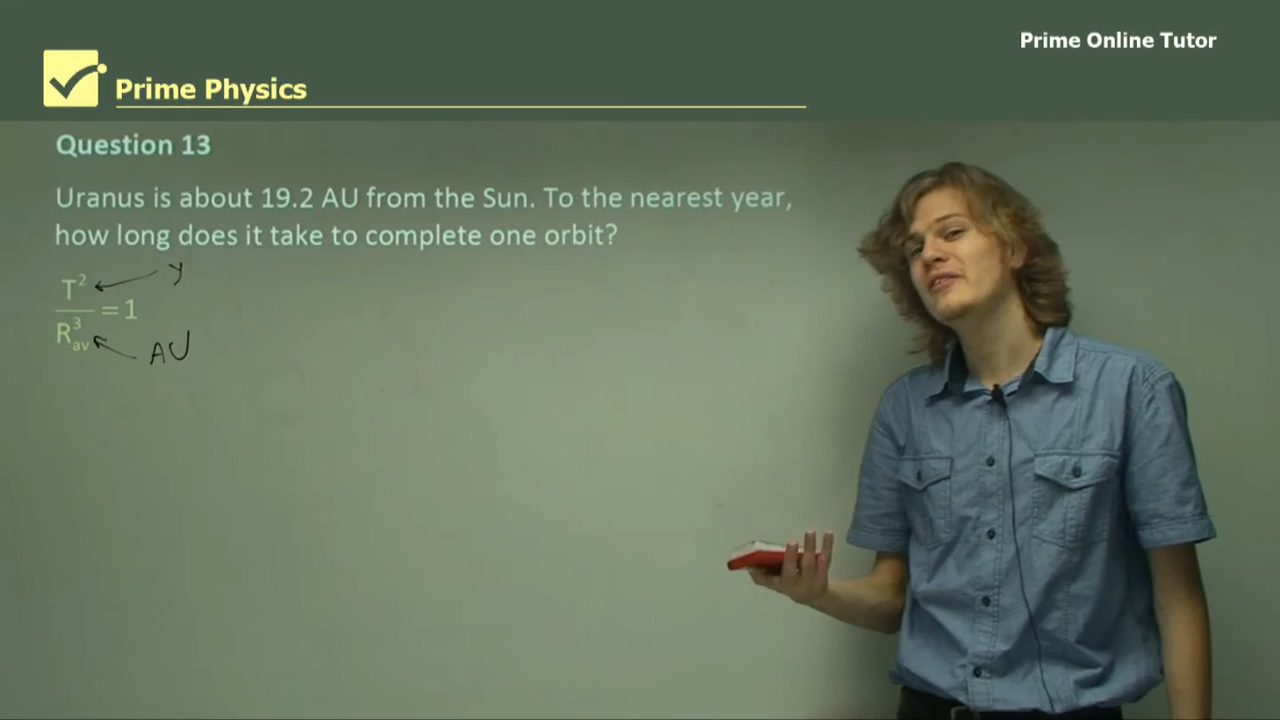 Prime Online Tutor
Prime Physics
Question 13
Uranus is about 19.2 AU from the Sun. To the nearest year,
how long does it take to complete one orbit?
T² y
— = 1
R³av AU